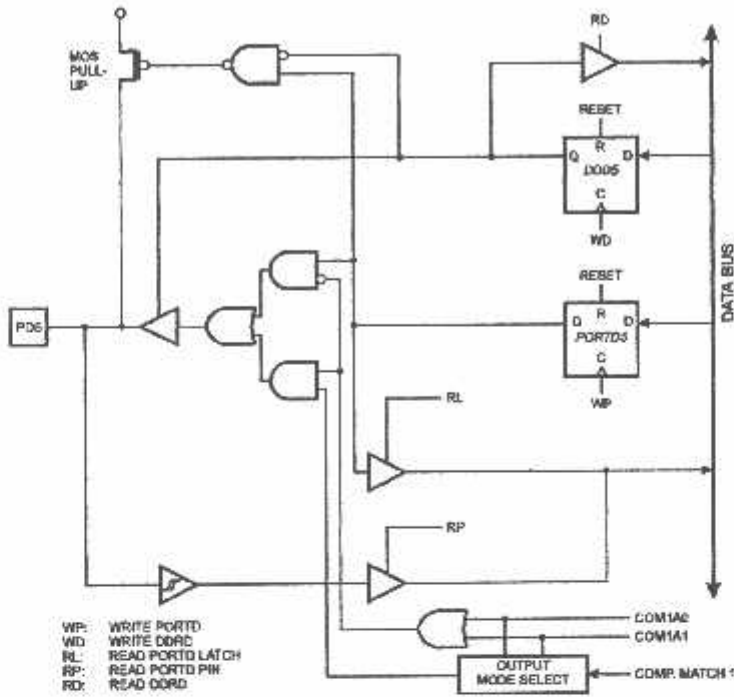 RD
MOS
PULL-
UP
RESET
R
Q
D
DDD5
C
WD
RESET
R
Q
D
PORTD5
C
WP
DATA BUS
PD5
RL
RP
WP: WRITE PORTD
WD: WRITE DDRD
RL: READ PORTD LATCH
RP: READ PORTD PIN
RD: READ DDRD
COM1A0
COM1A1
OUTPUT
MODE SELECT
COMP. MATCH 1